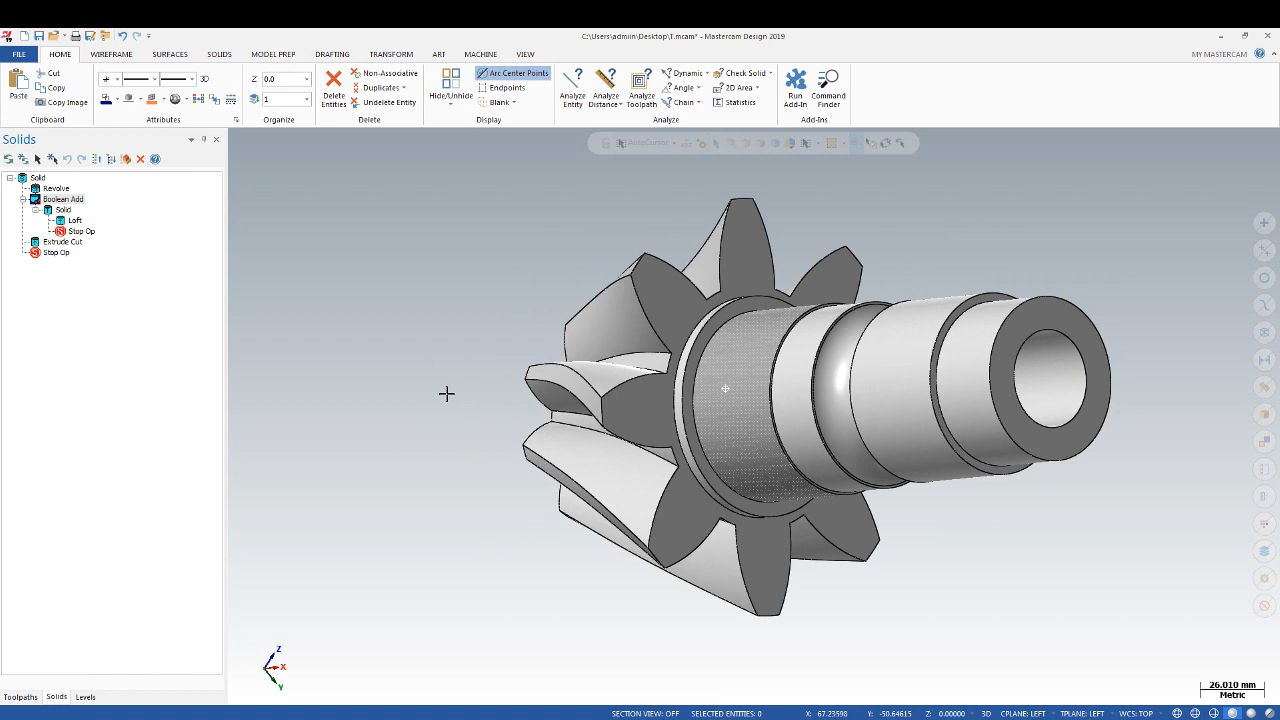 C:\Users\admiin\Desktop\T.mcam* - Mastercam Design 2019
FILE HOME WIREFRAME SURFACES SOLIDS MODEL PREP DRAFTING TRANSFORM ART MACHINE VIEW MY MASTERCAM
Paste
Cut
Copy
Copy Image
Clipboard
3D
Attributes
Z 0.0
1
Organize
Delete Entities
Non-Associative
Duplicates
Undelete Entity
Delete
Hide/Unhide
Arc Center Points
Endpoints
Blank
Display
Analyze Entity
Analyze Distance
Analyze Toolpath
Dynamic
Angle
Chain
Check Solid
2D Area
Statistics
Analyze
Run Add-In
Command Finder
Add-Ins
Solids
AutoCursor
Solid
Revolve
Boolean Add
Solid
Loft
Stop Op
Extrude Cut
Stop Op
Z
X
Y
26.010 mm
Metric
Toolpaths Solids Levels
SECTION VIEW: OFF SELECTED ENTITIES: 0 X: 67.23598 Y: -50.64615 Z: 0.00000 3D CPLANE: LEFT TPLANE: LEFT WCS: TOP